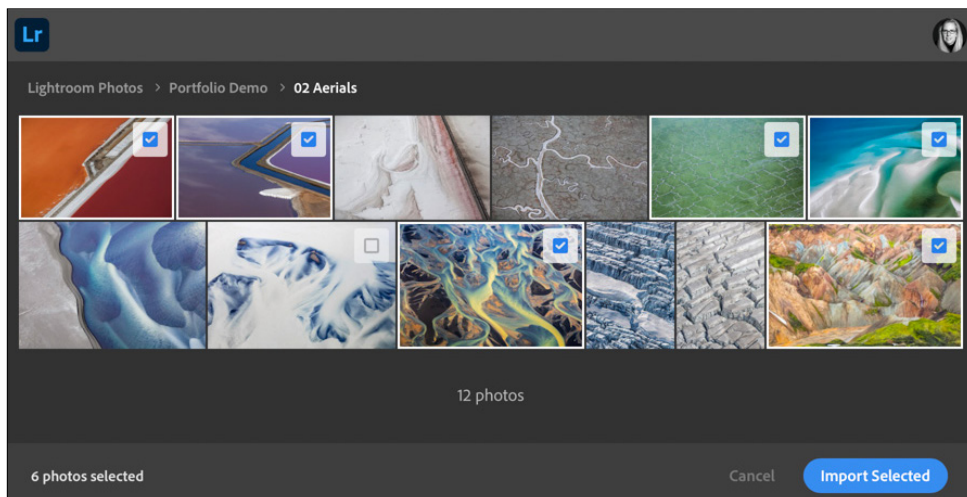 Lr
Lightroom Photos > Portfolio Demo > 02 Aerials
12 photos
6 photos selected
Cancel
Import Selected